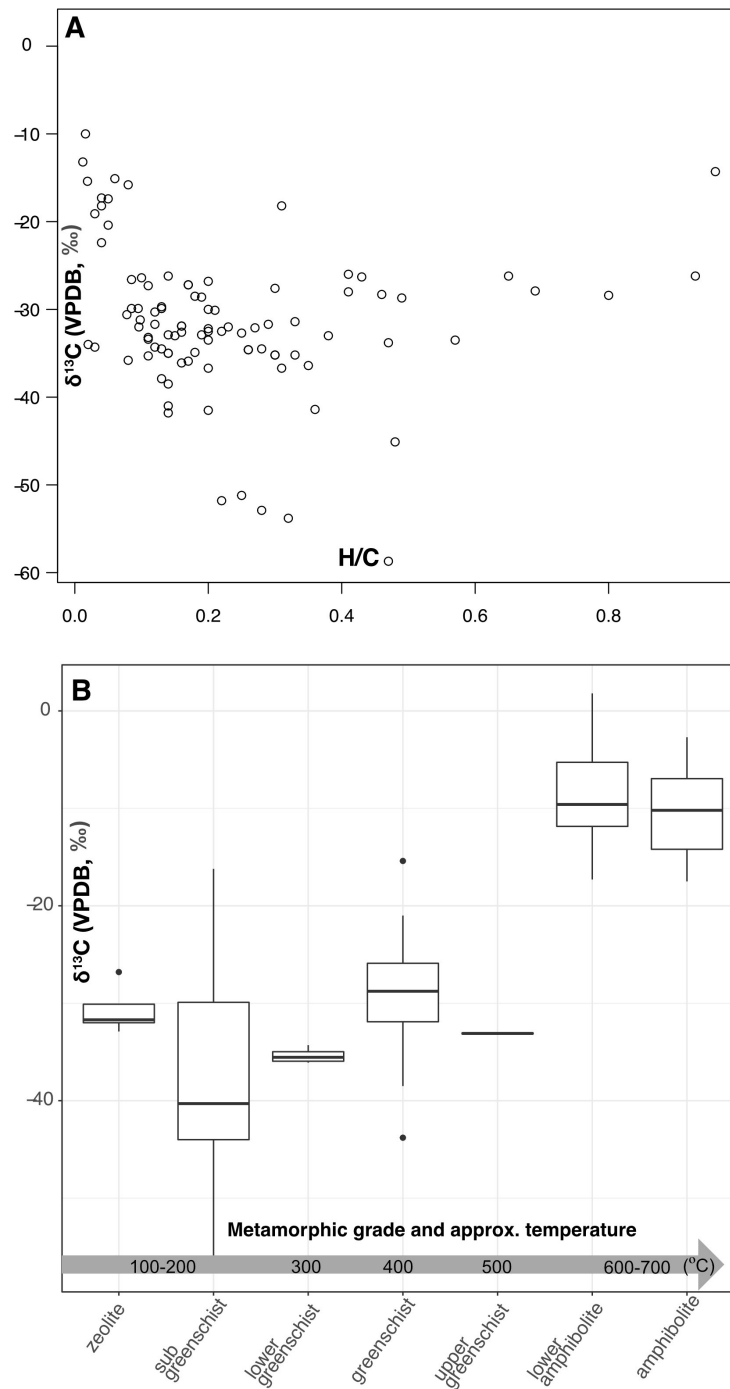 A
0
–10
–20
–30
–40
–50
–60
δ¹³C (VPDB, ‰)
H/C
0.0
0.2
0.4
0.6
0.8
B
0
–20
–40
δ¹³C (VPDB, ‰)
Metamorphic grade and approx. temperature
100-200
300
400
500
600-700
(°C)
zeolite
sub
greenschist
lower
greenschist
greenschist
upper
greenschist
lower
amphibolite
amphibolite